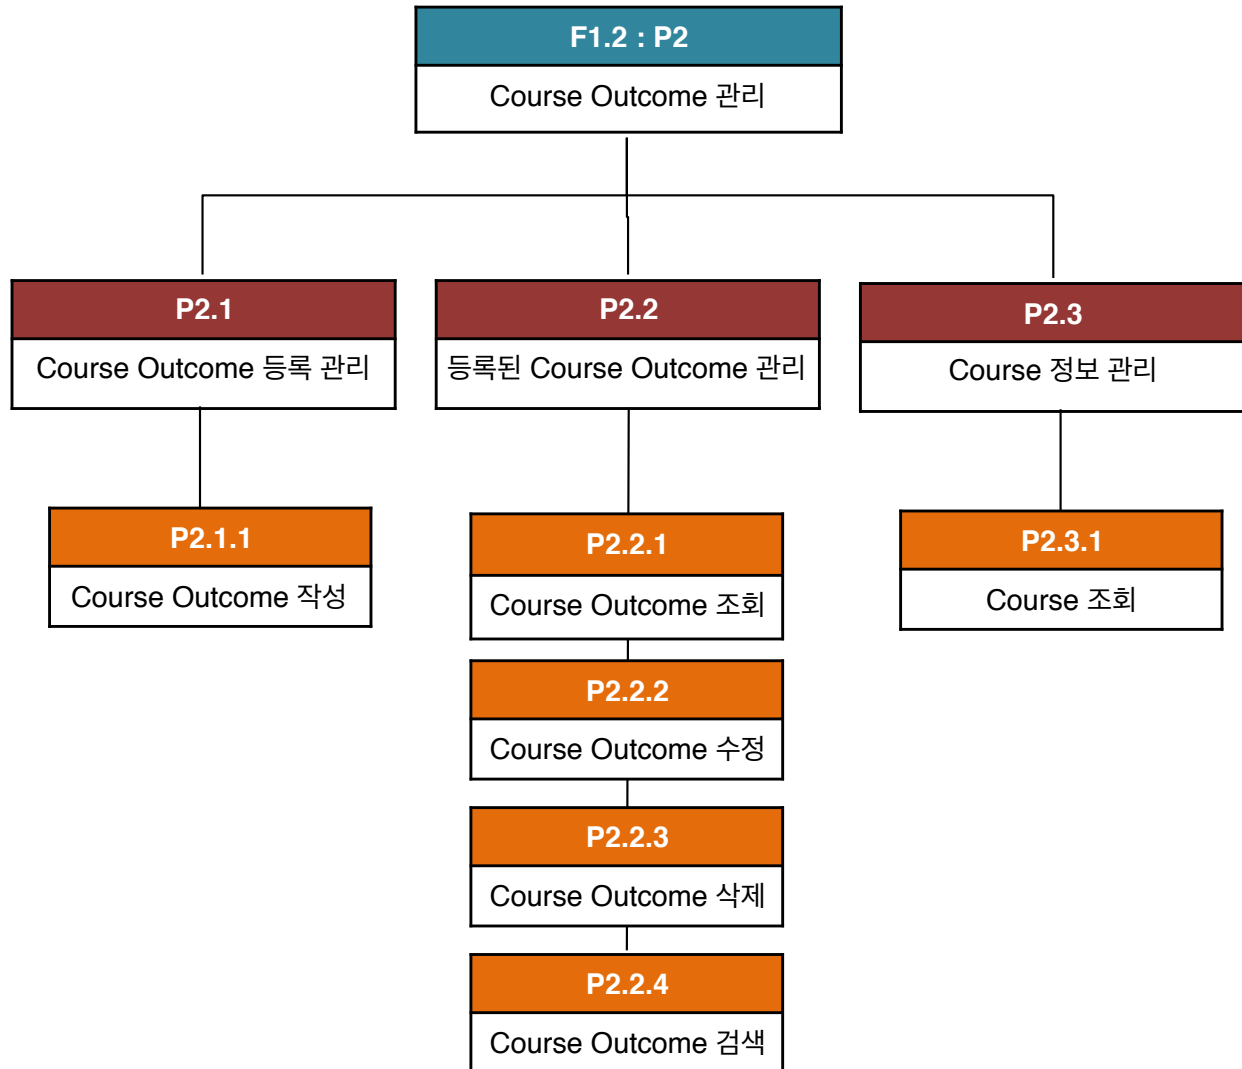 F1.2 : P2
Course Outcome 관리
P2.1
Course Outcome 등록 관리
P2.2
등록된 Course Outcome 관리
P2.3
Course 정보 관리
P2.1.1
Course Outcome 작성
P2.2.1
Course Outcome 조회
P2.3.1
Course 조회
P2.2.2
Course Outcome 수정
P2.2.3
Course Outcome 삭제
P2.2.4
Course Outcome 검색